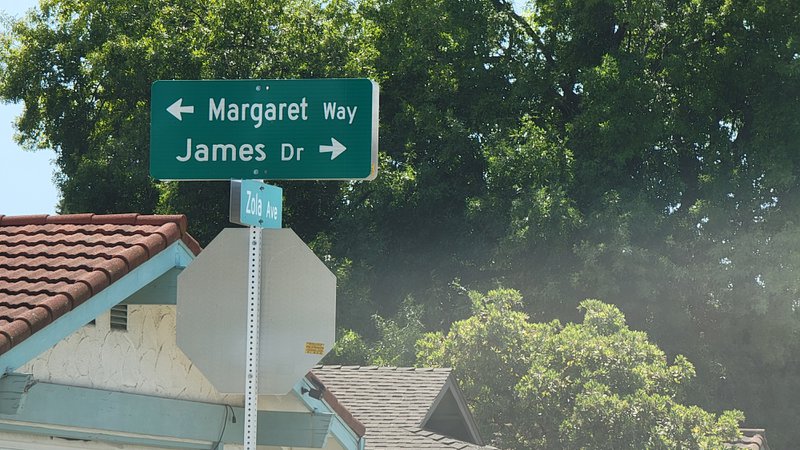 ← Margaret Way
James Dr →
Zola Ave